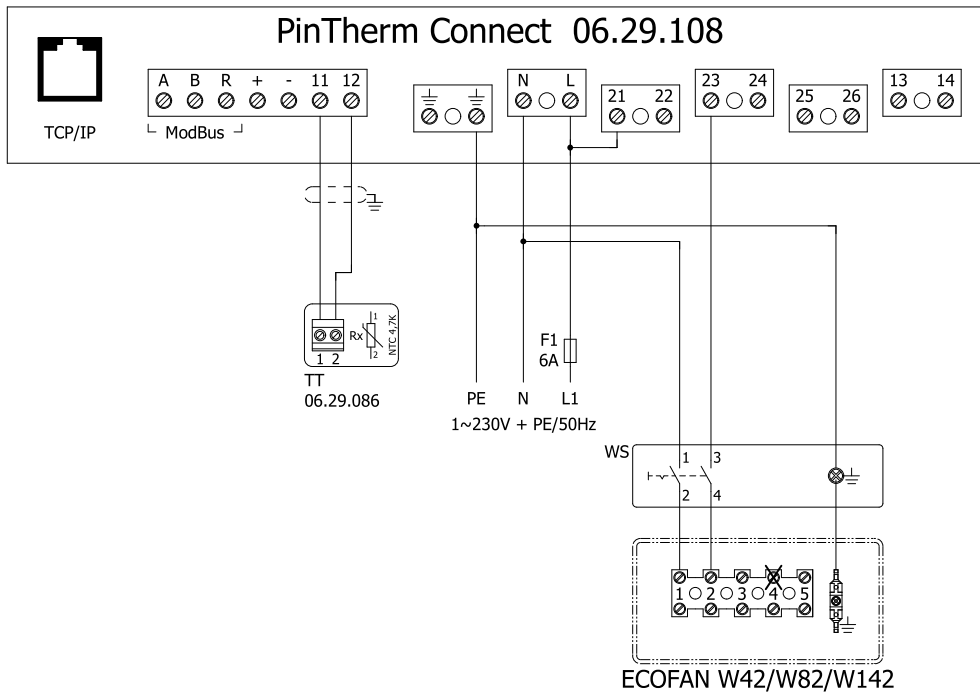 PinTherm Connect 06.29.108
TCP/IP
A B R + - 11 12
ModBus
N L
21 22
23 24
25 26
13 14
Rx
1
2
NTC 4,7K
1 2
TT
06.29.086
F1
6A
PE N L1
1~230V + PE/50Hz
WS
1 3
2 4
1 2 3 4 5
ECOFAN W42/W82/W142